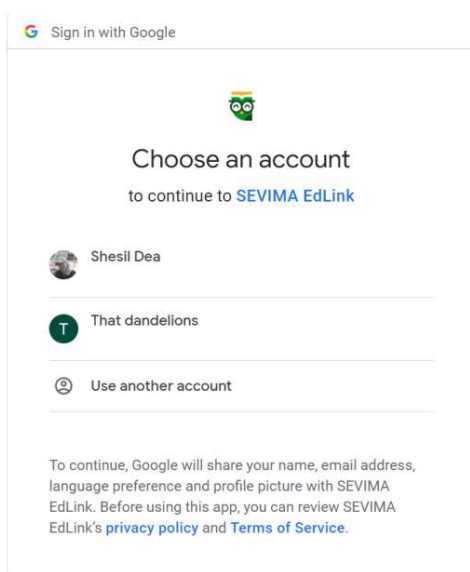 Sign in with Google
Choose an account
to continue to SEVIMA EdLink
Shesil Dea
T
That dandelions
Use another account
To continue, Google will share your name, email address,
language preference and profile picture with SEVIMA
EdLink. Before using this app, you can review SEVIMA
EdLink's privacy policy and Terms of Service.